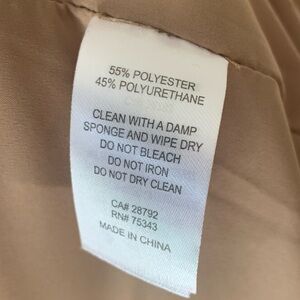 55% POLYESTER
45% POLYURETHANE
CLEAN WITH A DAMP
SPONGE AND WIPE DRY
DO NOT BLEACH
DO NOT IRON
DO NOT DRY CLEAN
CA# 28792
RN# 75343
MADE IN CHINA